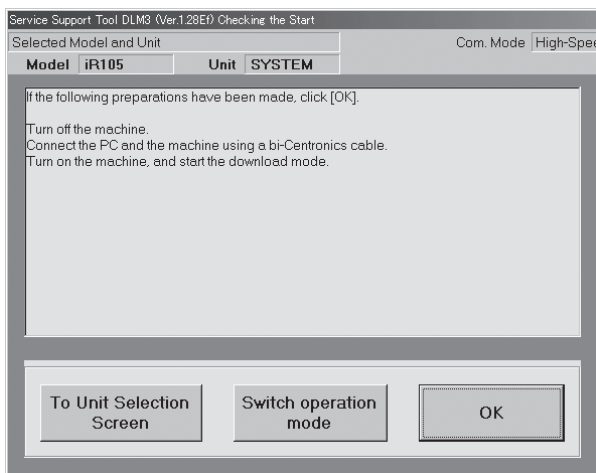 Service Support Tool DLM3 (Ver.1.28Ef) Checking the Start
Selected Model and Unit Com. Mode High-Spee
Model iR105 Unit SYSTEM
If the following preparations have been made, click [OK].
Turn off the machine.
Connect the PC and the machine using a bi-Centronics cable.
Turn on the machine, and start the download mode.
To Unit Selection
Screen
Switch operation
mode
OK